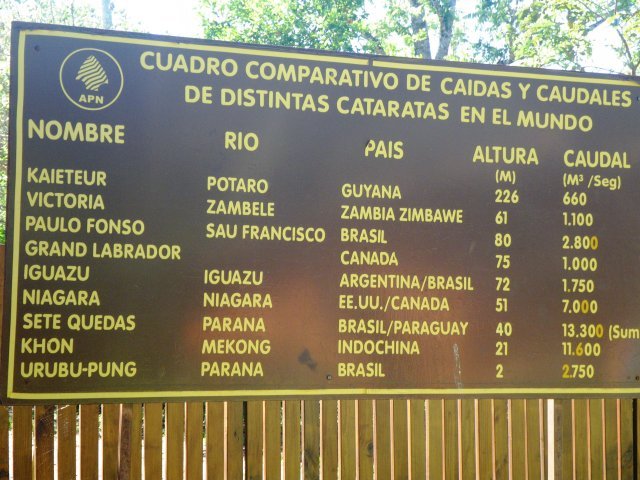 APN
CUADRO COMPARATIVO DE CAIDAS Y CAUDALES
DE DISTINTAS CATARATAS EN EL MUNDO
NOMBRE RIO PAIS ALTURA (M) CAUDAL (M³ /Seg)
KAIETEUR POTARO GUYANA 226 660
VICTORIA ZAMBELE ZAMBIA ZIMBAWE 61 1.100
PAULO FONSO SAU FRANCISCO BRASIL 80 2.800
GRAND LABRADOR CANADA 75 1.000
IGUAZU IGUAZU ARGENTINA/BRASIL 72 1.750
NIAGARA NIAGARA EE.UU./CANADA 51 7.000
SETE QUEDAS PARANA BRASIL/PARAGUAY 40 13.300 (Sum
KHON MEKONG INDOCHINA 21 11.600
URUBU-PUNG PARANA BRASIL 2 2.750